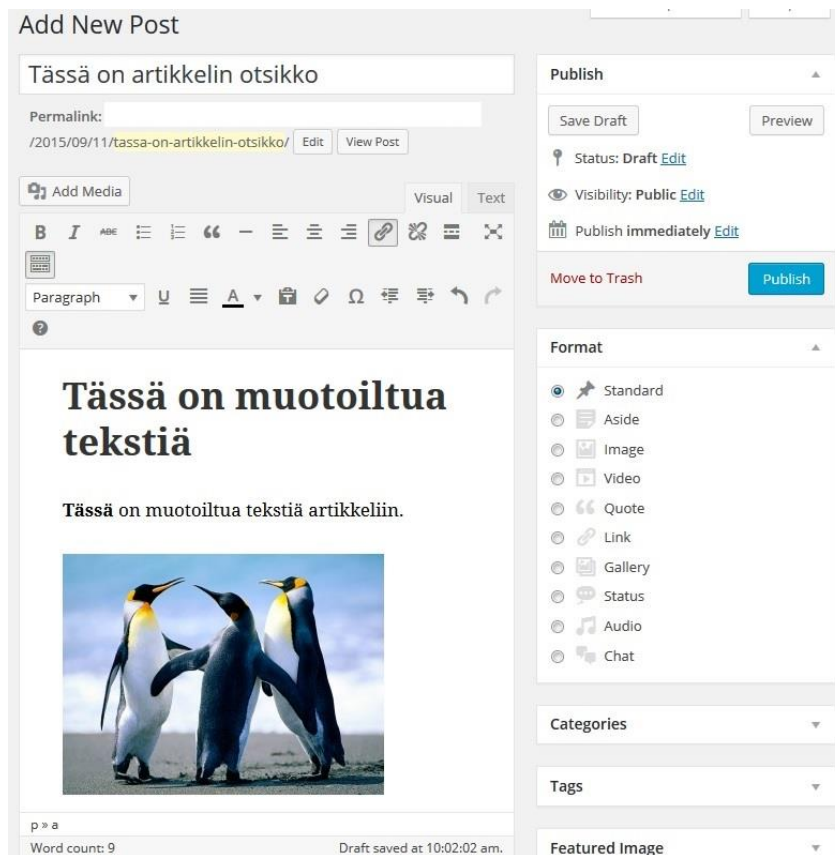 Add New Post
Tässä on artikkelin otsikko
Permalink:
/2015/09/11/tassa-on-artikkelin-otsikko/ Edit View Post
Add Media
Visual Text
B I ABE
Paragraph U A Ω
Tässä on muotoiltua
tekstiä
Tässä on muotoiltua tekstiä artikkeliin.
p » a
Word count: 9 Draft saved at 10:02:02 am.
Publish
Save Draft Preview
Status: Draft Edit
Visibility: Public Edit
Publish immediately Edit
Move to Trash Publish
Format
Standard
Aside
Image
Video
Quote
Link
Gallery
Status
Audio
Chat
Categories
Tags
Featured Image